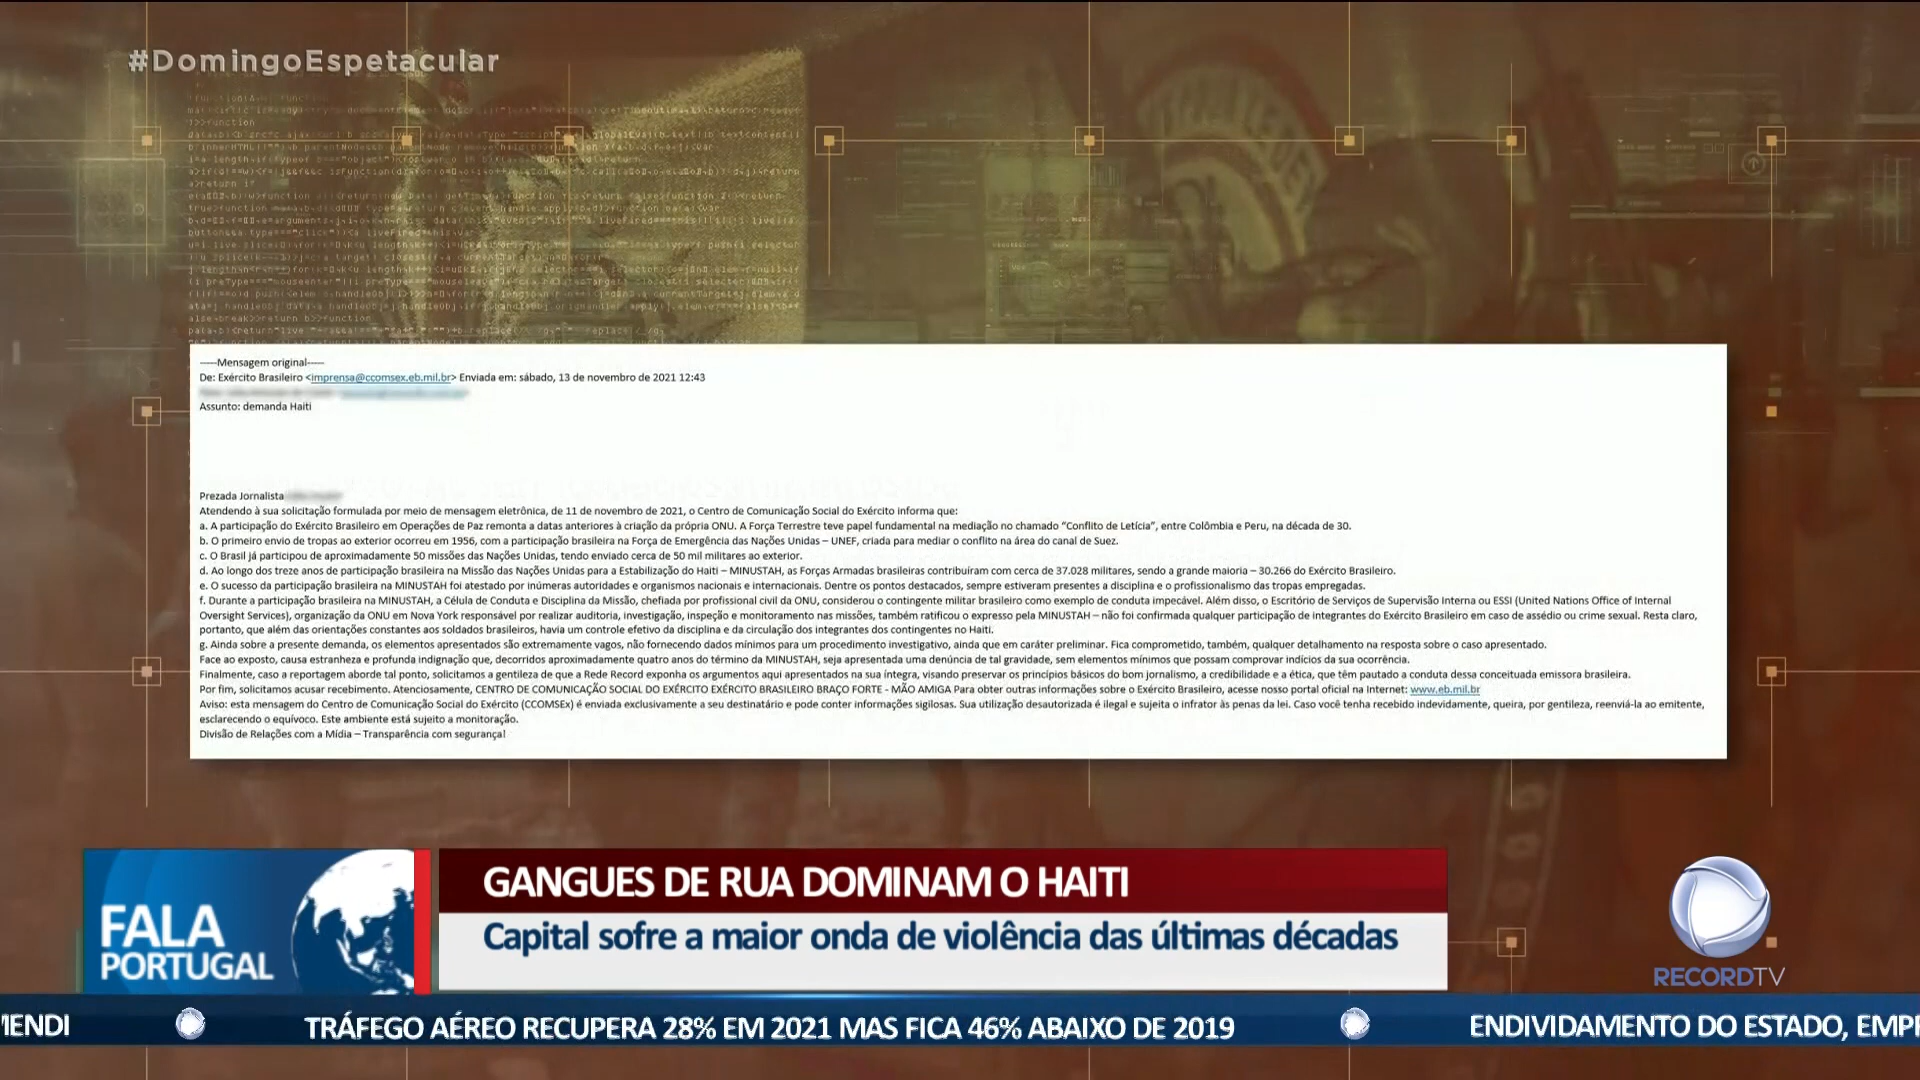 #DomingoEspetacular
-----Mensagem original-----
De: Exército Brasileiro <imprensa@ccomsex.eb.mil.br> Enviada em: sábado, 13 de novembro de 2021 12:43
Assunto: demanda Haiti
Prezada Jornalista
Atendendo à sua solicitação formulada por meio de mensagem eletrônica, de 11 de novembro de 2021, o Centro de Comunicação Social do Exército informa que:
a. A participação do Exército Brasileiro em Operações de Paz remonta a datas anteriores à criação da própria ONU. A Força Terrestre teve papel fundamental na mediação no chamado “Conflito de Letícia”, entre Colômbia e Peru, na década de 30.
b. O primeiro envio de tropas ao exterior ocorreu em 1956, com a participação brasileira na Força de Emergência das Nações Unidas – UNEF, criada para mediar o conflito na área do canal de Suez.
c. O Brasil já participou de aproximadamente 50 missões das Nações Unidas, tendo enviado cerca de 50 mil militares ao exterior.
d. Ao longo dos treze anos de participação brasileira na Missão das Nações Unidas para a Estabilização do Haiti – MINUSTAH, as Forças Armadas brasileiras contribuíram com cerca de 37.028 militares, sendo a grande maioria – 30.266 do Exército Brasileiro.
e. O sucesso da participação brasileira na MINUSTAH foi atestado por inúmeras autoridades e organismos nacionais e internacionais. Dentre os pontos destacados, sempre estiveram presentes a disciplina e o profissionalismo das tropas empregadas.
f. Durante a participação brasileira na MINUSTAH, a Célula de Conduta e Disciplina da Missão, chefiada por profissional civil da ONU, considerou o contingente militar brasileiro como exemplo de conduta impecável. Além disso, o Escritório de Serviços de Supervisão Interna ou ESSI (United Nations Office of Internal
Oversight Services), organização da ONU em Nova York responsável por realizar auditoria, investigação, inspeção e monitoramento nas missões, também ratificou o expresso pela MINUSTAH – não foi confirmada qualquer participação de integrantes do Exército Brasileiro em caso de assédio ou crime sexual. Resta claro,
portanto, que além das orientações constantes aos soldados brasileiros, havia um controle efetivo da disciplina e da circulação dos integrantes dos contingentes no Haiti.
g. Ainda sobre a presente demanda, os elementos apresentados são extremamente vagos, não fornecendo dados mínimos para um procedimento investigativo, ainda que em caráter preliminar. Fica comprometido, também, qualquer detalhamento na resposta sobre o caso apresentado.
Face ao exposto, causa estranheza e profunda indignação que, decorridos aproximadamente quatro anos do término da MINUSTAH, seja apresentada uma denúncia de tal gravidade, sem elementos mínimos que possam comprovar indícios da sua ocorrência.
Finalmente, caso a reportagem aborde tal ponto, solicitamos a gentileza de que a Rede Record exponha os argumentos aqui apresentados na sua íntegra, visando preservar os princípios básicos do bom jornalismo, a credibilidade e a ética, que têm pautado a conduta dessa conceituada emissora brasileira.
Por fim, solicitamos acusar recebimento. Atenciosamente, CENTRO DE COMUNICAÇÃO SOCIAL DO EXÉRCITO EXÉRCITO BRASILEIRO BRAÇO FORTE - MÃO AMIGA Para obter outras informações sobre o Exército Brasileiro, acesse nosso portal oficial na Internet: www.eb.mil.br
Aviso: esta mensagem do Centro de Comunicação Social do Exército (CCOMSEx) é enviada exclusivamente a seu destinatário e pode conter informações sigilosas. Sua utilização desautorizada é ilegal e sujeita o infrator às penas da lei. Caso você tenha recebido indevidamente, queira, por gentileza, reenviá-la ao emitente,
esclarecendo o equívoco. Este ambiente está sujeito a monitoração.
Divisão de Relações com a Mídia – Transparência com segurança!
GANGUES DE RUA DOMINAM O HAITI
Capital sofre a maior onda de violência das últimas décadas
FALA
PORTUGAL
RECORDTV
TRÁFEGO AÉREO RECUPERA 28% EM 2021 MAS FICA 46% ABAIXO DE 2019
ENDIVIDAMENTO DO ESTADO, EMP